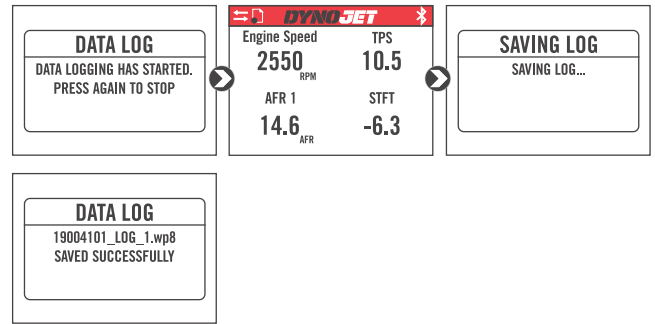 DATA LOG
DATA LOGGING HAS STARTED.
PRESS AGAIN TO STOP
DYNOJET
Engine Speed TPS
2550 RPM 10.5
AFR 1 STFT
14.6 AFR -6.3
SAVING LOG
SAVING LOG...
DATA LOG
19004101_LOG_1.wp8
SAVED SUCCESSFULLY